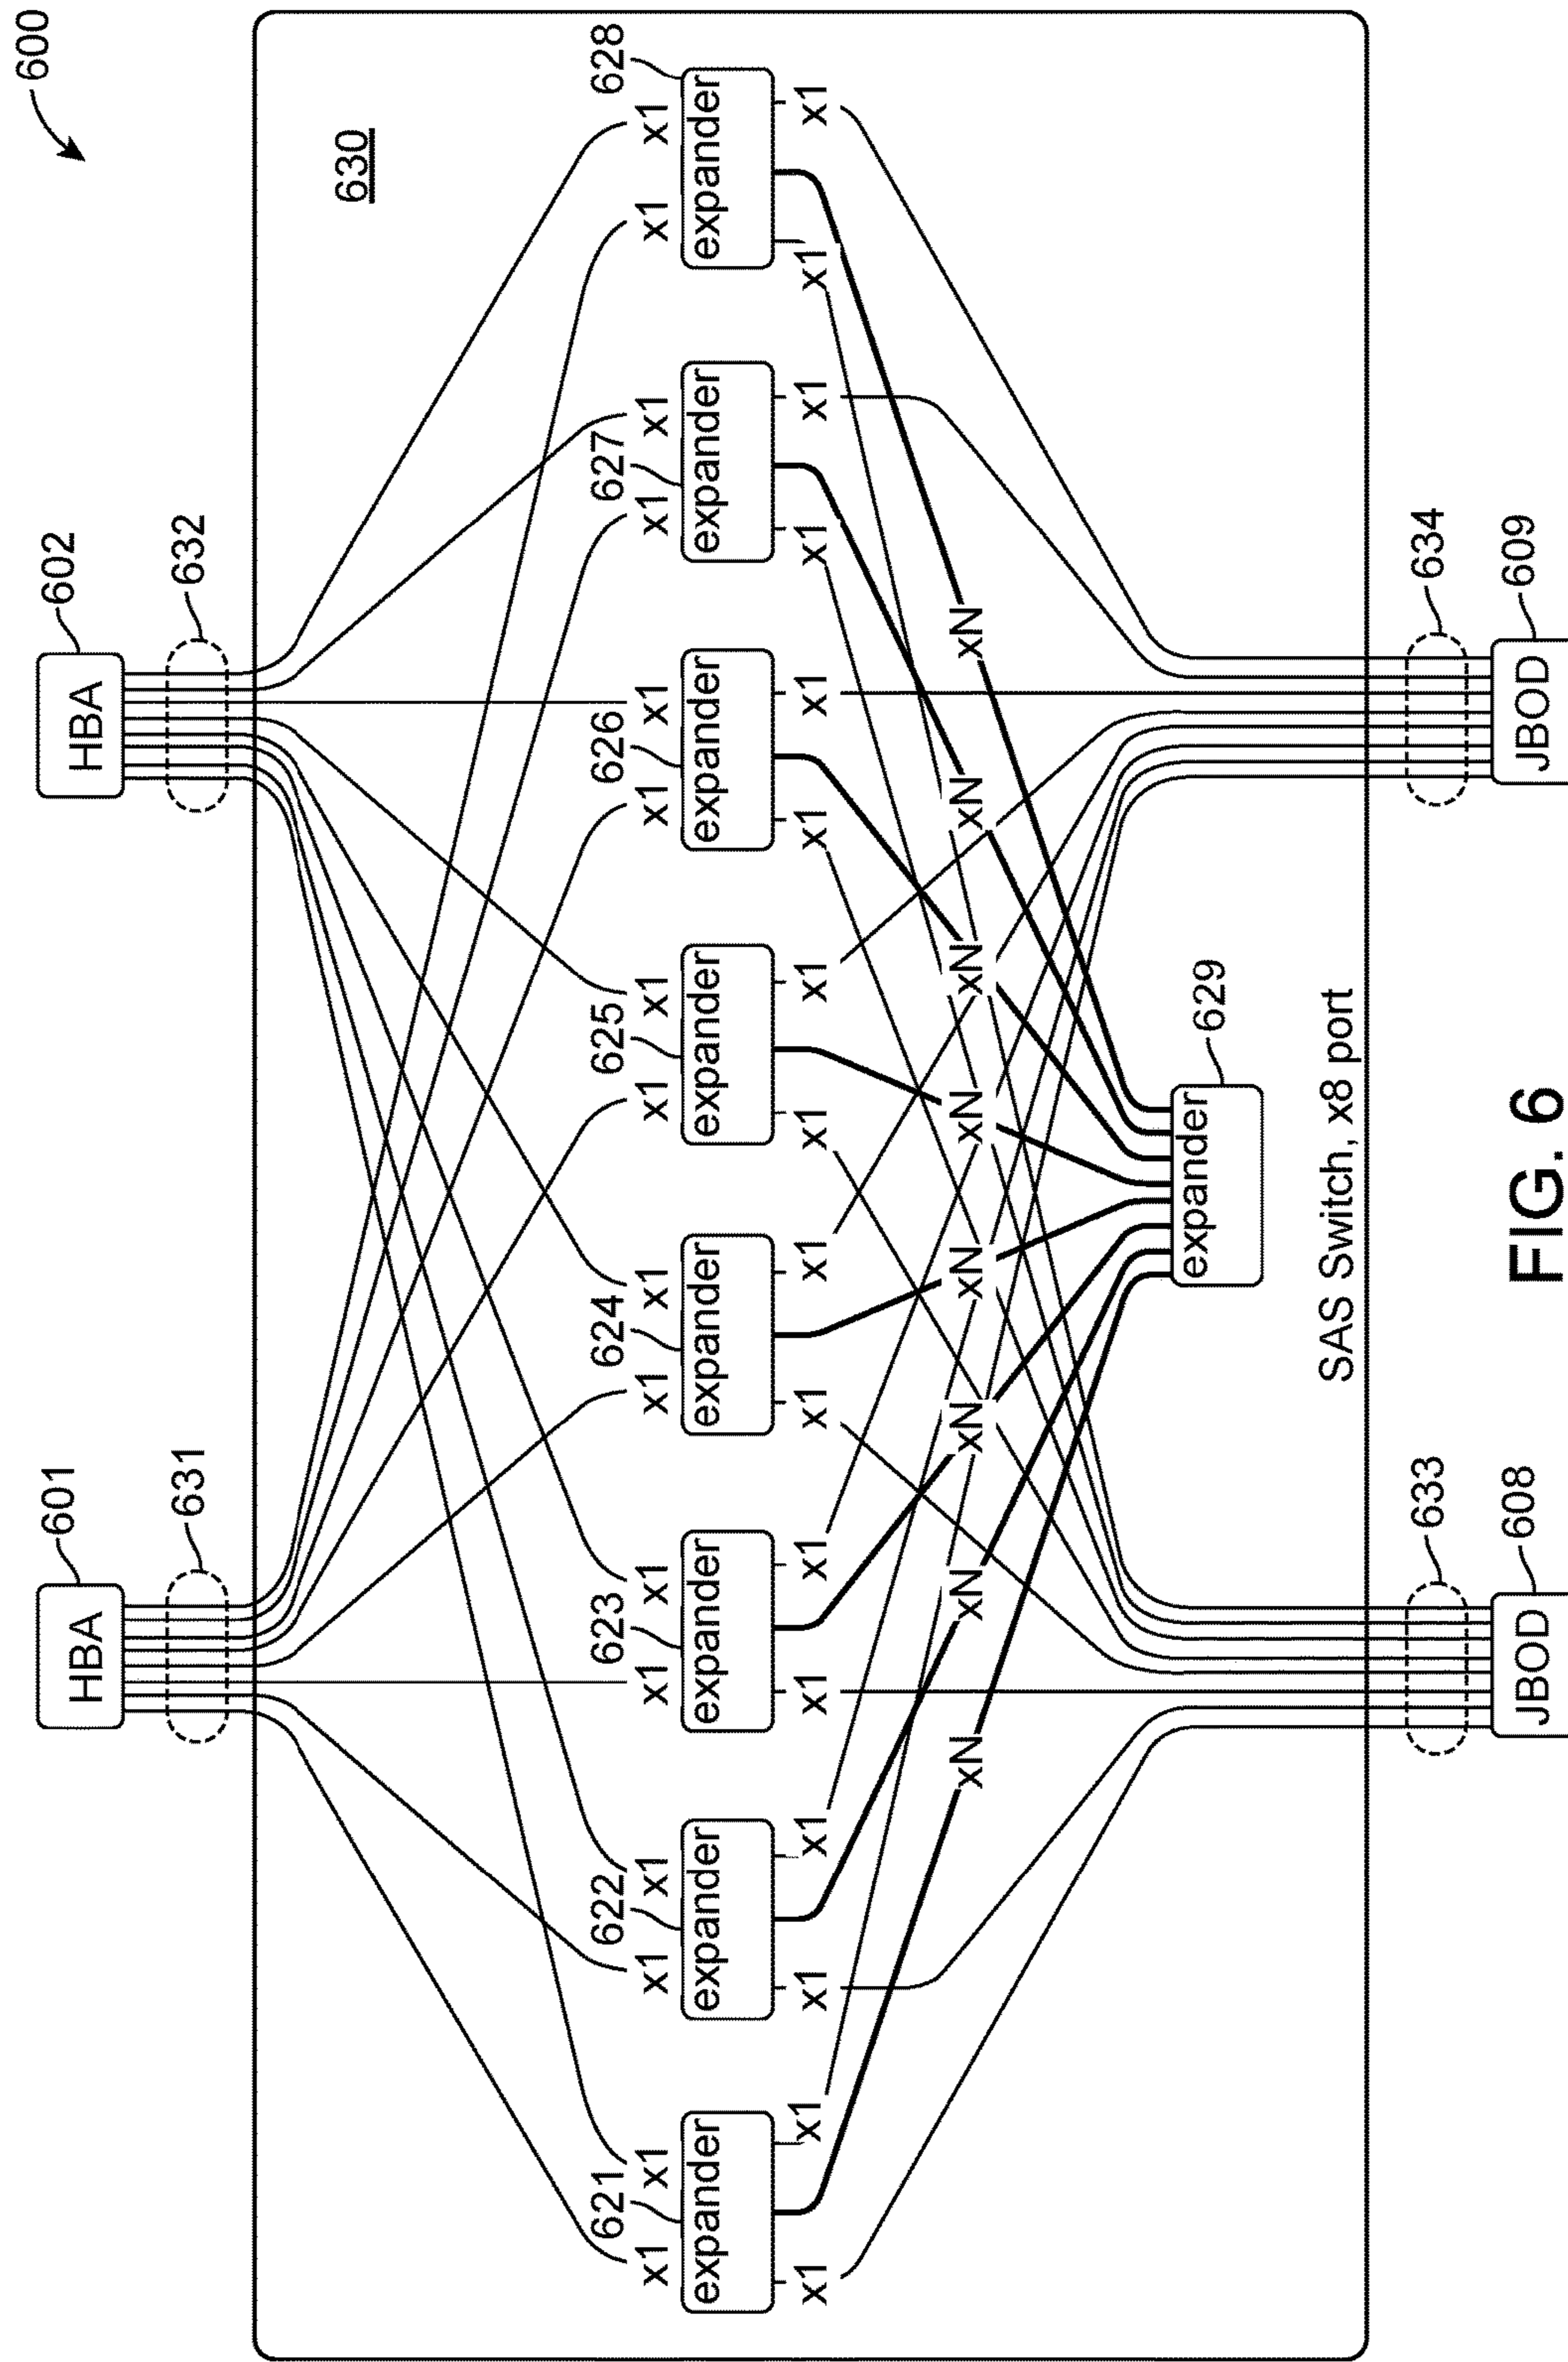 600
601
602
HBA
HBA
631
632
630
621
622
623
624
625
626
627
628
x1 x1 x1 x1 x1 x1 x1 x1 x1 x1 x1 x1 x1 x1 x1 x1
expander expander expander expander expander expander expander expander
x1 x1 x1 x1 x1 x1 x1 x1 x1 x1 x1 x1 x1 x1 x1 x1
xN xN xN xN xN xN xN xN
629
expander
SAS Switch, x8 port
633
634
608
609
JBOD
JBOD
FIG. 6